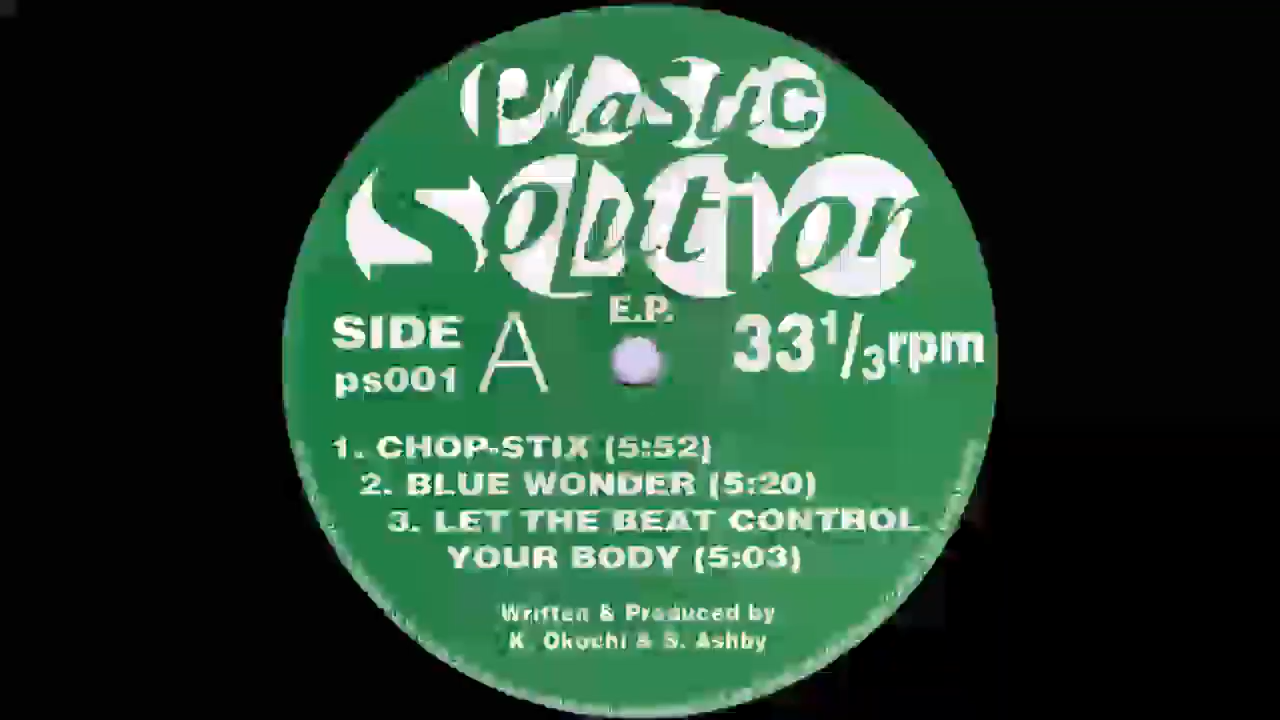 Plastic
Solution
E.P.
SIDE A
ps001
33 1/3 rpm
1. CHOP-STIX (5:52)
2. BLUE WONDER (5:20)
3. LET THE BEAT CONTROL
YOUR BODY (5:03)
Written & Produced by
K. Okochi & S. Ashby